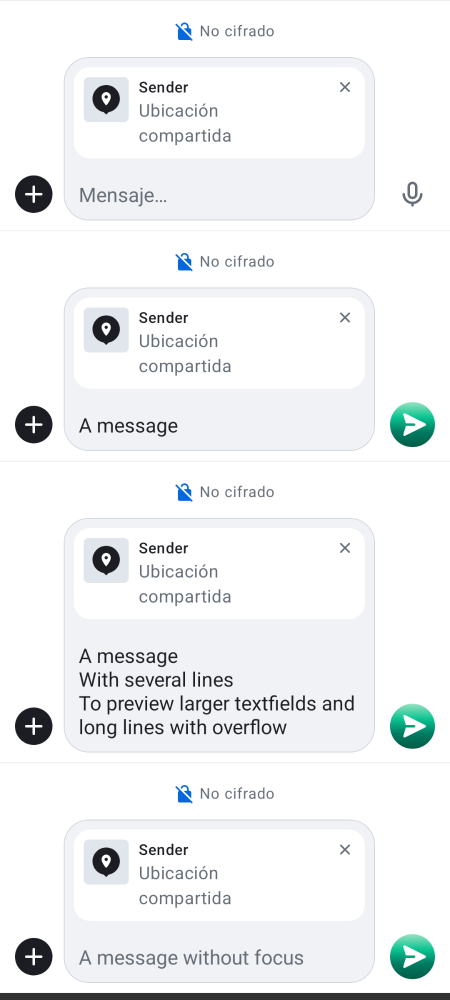 No cifrado
Sender
Ubicación
compartida
Mensaje…
No cifrado
Sender
Ubicación
compartida
A message
No cifrado
Sender
Ubicación
compartida
A message
With several lines
To preview larger textfields and
long lines with overflow
No cifrado
Sender
Ubicación
compartida
A message without focus